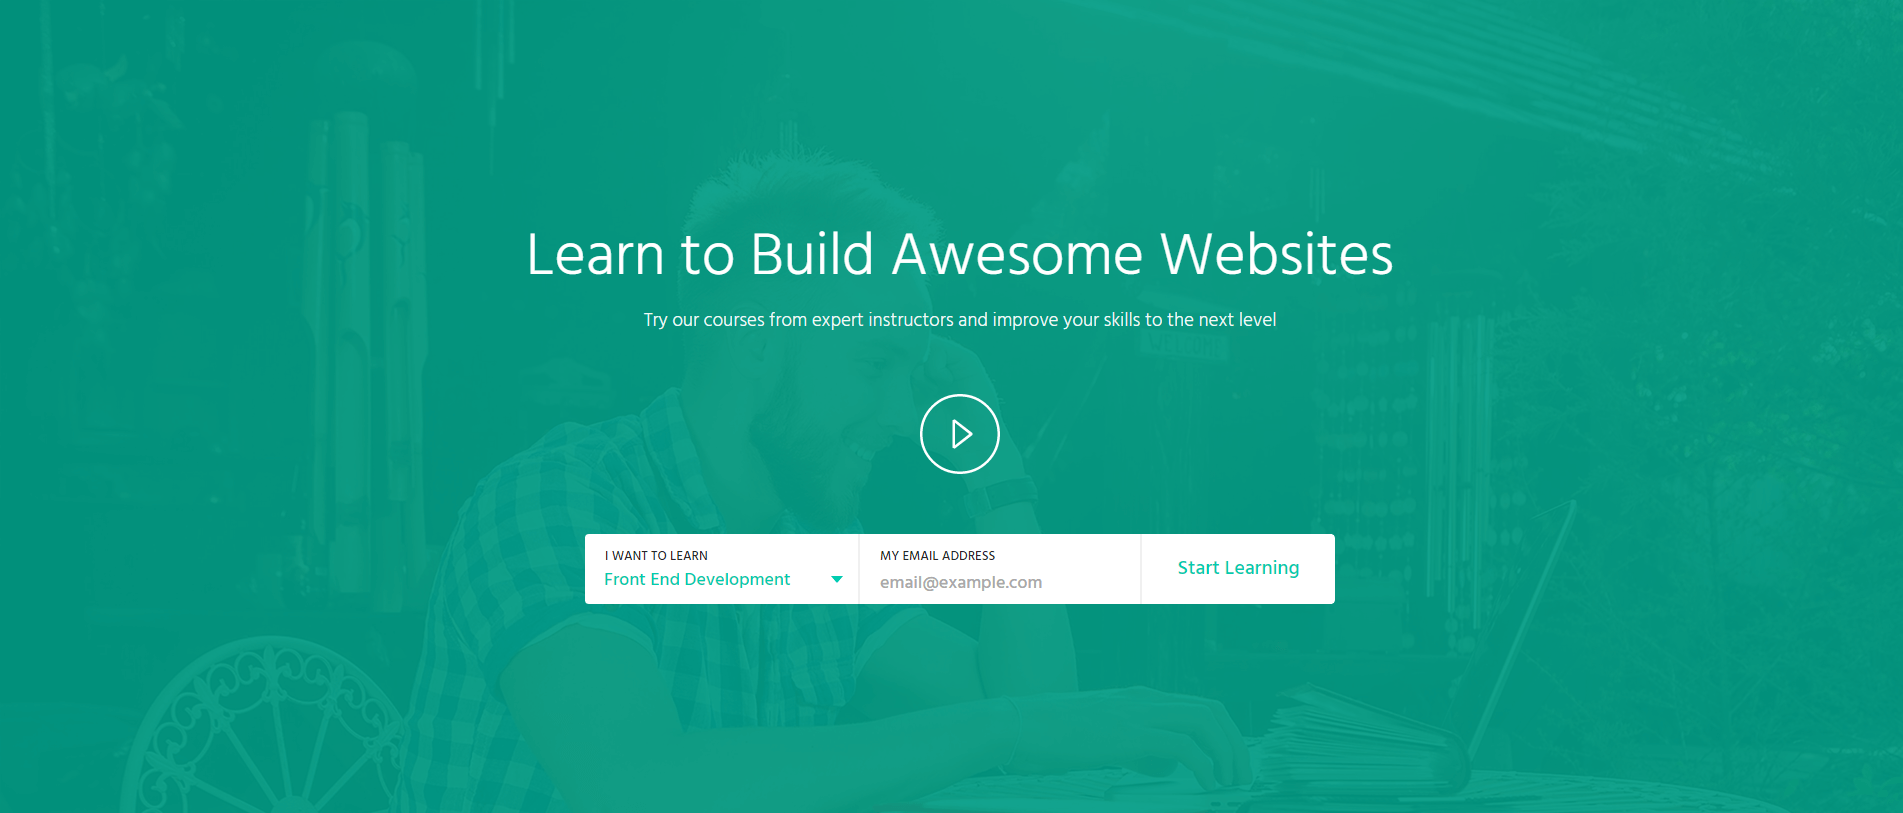 Learn to Build Awesome Websites
Try our courses from expert instructors and improve your skills to the next level
I WANT TO LEARN
Front End Development
MY EMAIL ADDRESS
email@example.com
Start Learning